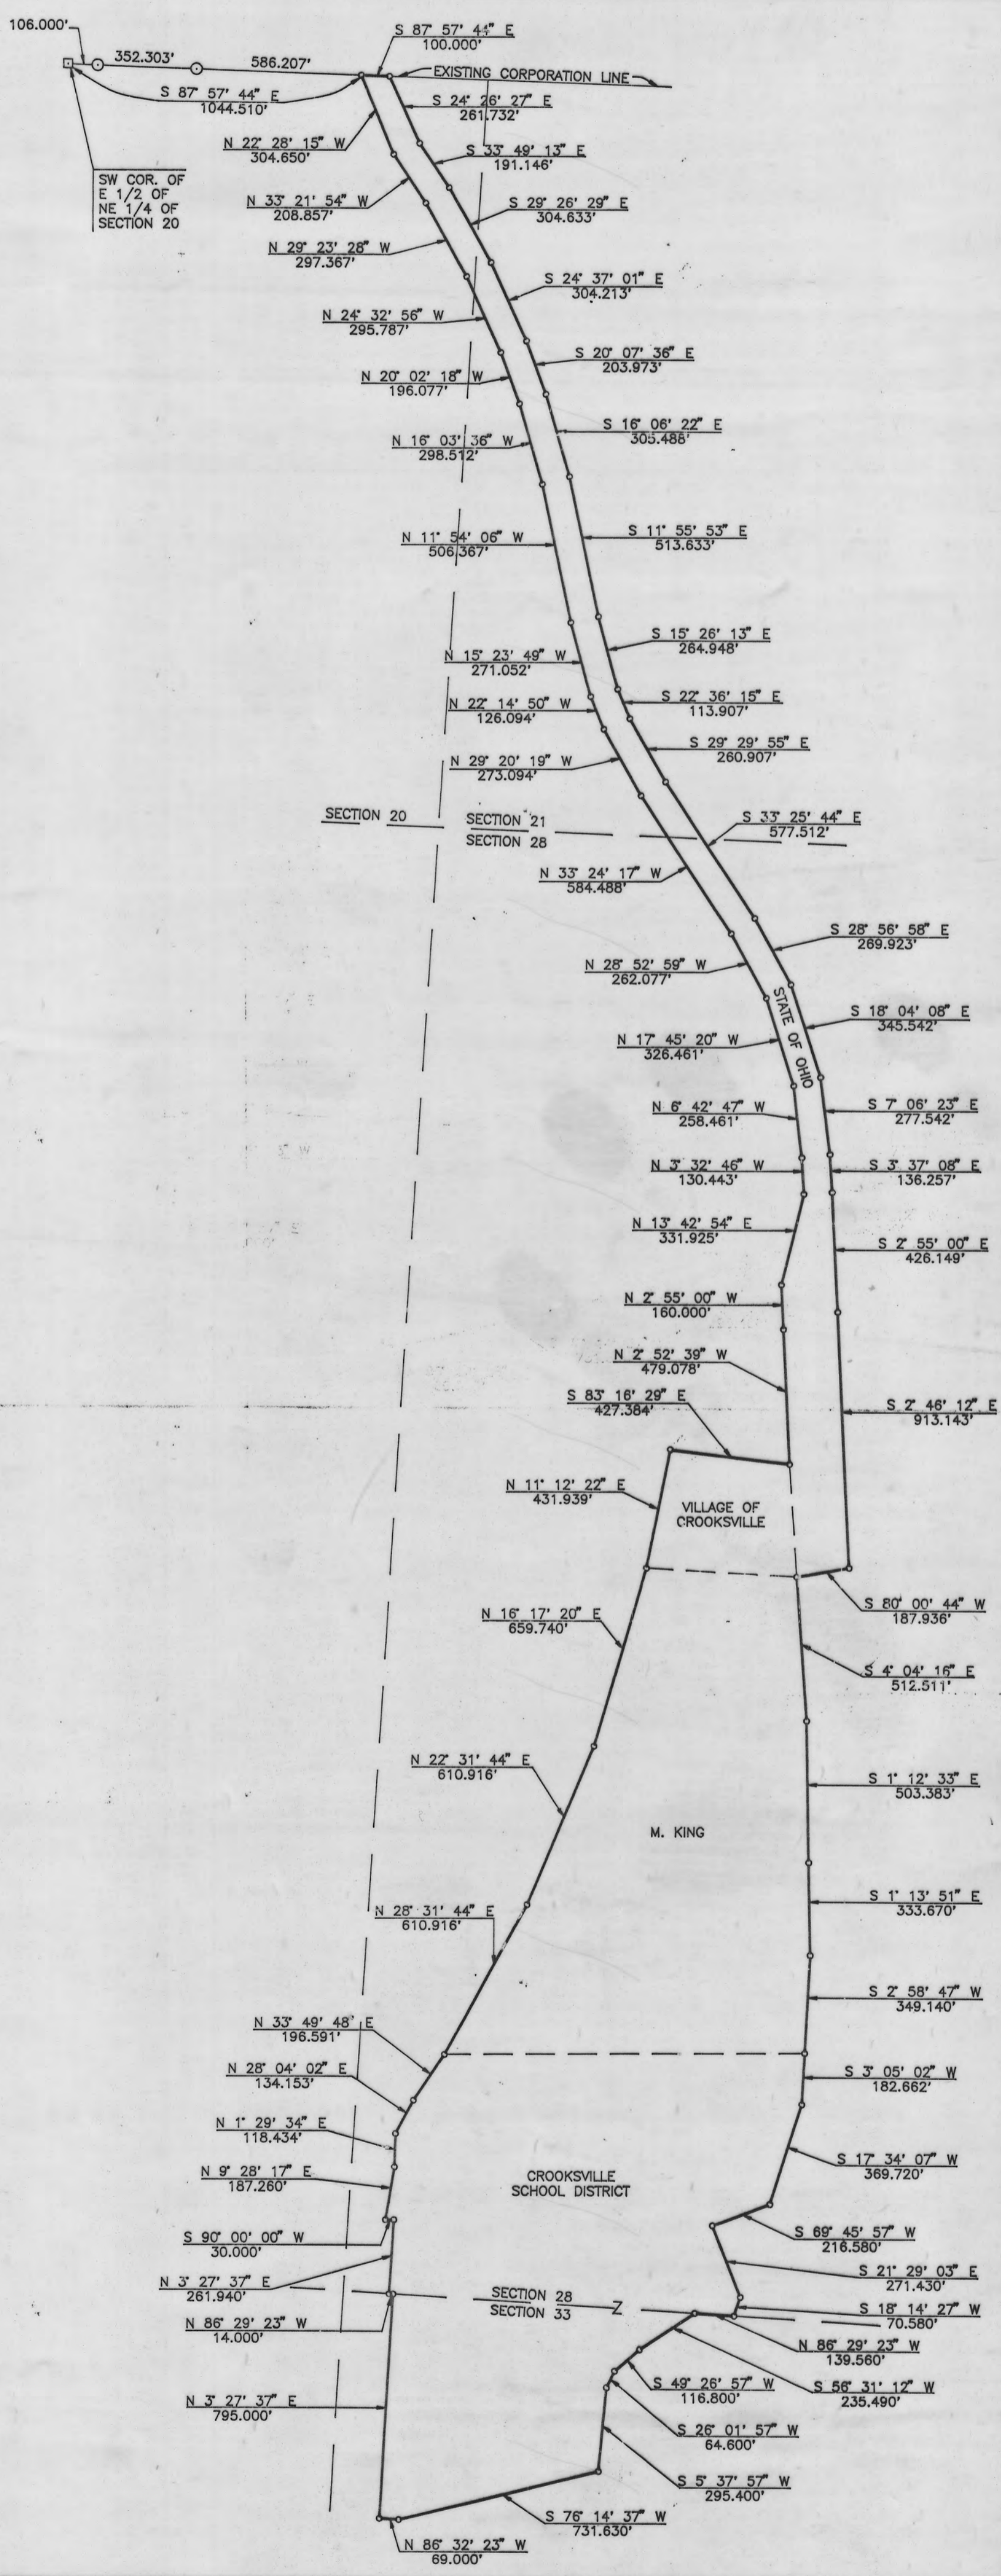 106.000'
352.303'
586.207'
S 87° 57' 44" E
100.000'
EXISTING CORPORATION LINE
S 87° 57' 44" E
1044.510'
SW COR. OF
E 1/2 OF
NE 1/4 OF
SECTION 20
S 24° 26' 27" E
261.732'
N 22° 28' 15" W
304.650'
S 33° 49' 13" E
191.146'
N 33° 21' 54" W
208.857'
S 29° 26' 29" E
304.633'
N 29° 23' 28" W
297.367'
S 24° 37' 01" E
304.213'
N 24° 32' 56" W
295.787'
S 20° 07' 36" E
203.973'
N 20° 02' 18" W
196.077'
S 16° 06' 22" E
305.488'
N 16° 03' 36" W
298.512'
S 11° 55' 53" E
513.633'
N 11° 54' 06" W
506.367'
S 15° 26' 13" E
264.948'
N 15° 23' 49" W
271.052'
S 22° 36' 15" E
113.907'
N 22° 14' 50" W
126.094'
S 29° 29' 55" E
260.907'
N 29° 20' 19" W
273.094'
SECTION 20
SECTION 21
SECTION 28
S 33° 25' 44" E
577.512'
N 33° 24' 17" W
584.488'
S 28° 56' 58" E
269.923'
N 28° 52' 59" W
262.077'
STATE OF OHIO
S 18° 04' 08" E
345.542'
N 17° 45' 20" W
326.461'
S 7° 06' 23" E
277.542'
N 6° 42' 47" W
258.461'
S 3° 37' 08" E
136.257'
N 3° 32' 46" W
130.443'
N 13° 42' 54" E
331.925'
S 2° 55' 00" E
426.149'
N 2° 55' 00" W
160.000'
N 2° 52' 39" W
479.078'
S 83° 16' 29" E
427.384'
S 2° 46' 12" E
913.143'
N 11° 12' 22" E
431.939'
VILLAGE OF
CROOKSVILLE
S 80° 00' 44" W
187.936'
N 16° 17' 20" E
659.740'
S 4° 04' 16" E
512.511'
N 22° 31' 44" E
610.916'
S 1° 12' 33" E
503.383'
M. KING
S 1° 13' 51" E
333.670'
N 28° 31' 44" E
610.916'
S 2° 58' 47" W
349.140'
N 33° 49' 48" E
196.591'
N 28° 04' 02" E
134.153'
S 3° 05' 02" W
182.662'
N 1° 29' 34" E
118.434'
S 17° 34' 07" W
369.720'
N 9° 28' 17" E
187.260'
CROOKSVILLE
SCHOOL DISTRICT
S 90° 00' 00" W
30.000'
S 69° 45' 57" W
216.580'
N 3° 27' 37" E
261.940'
S 21° 29' 03" E
271.430'
SECTION 28
SECTION 33
S 18° 14' 27" W
70.580'
N 86° 29' 23" W
14.000'
N 86° 29' 23" W
139.560'
S 49° 26' 57" W
116.800'
S 56° 31' 12" W
235.490'
N 3° 27' 37" E
795.000'
S 26° 01' 57" W
64.600'
S 5° 37' 57" W
295.400'
S 76° 14' 37" W
731.630'
N 86° 32' 23" W
69.000'